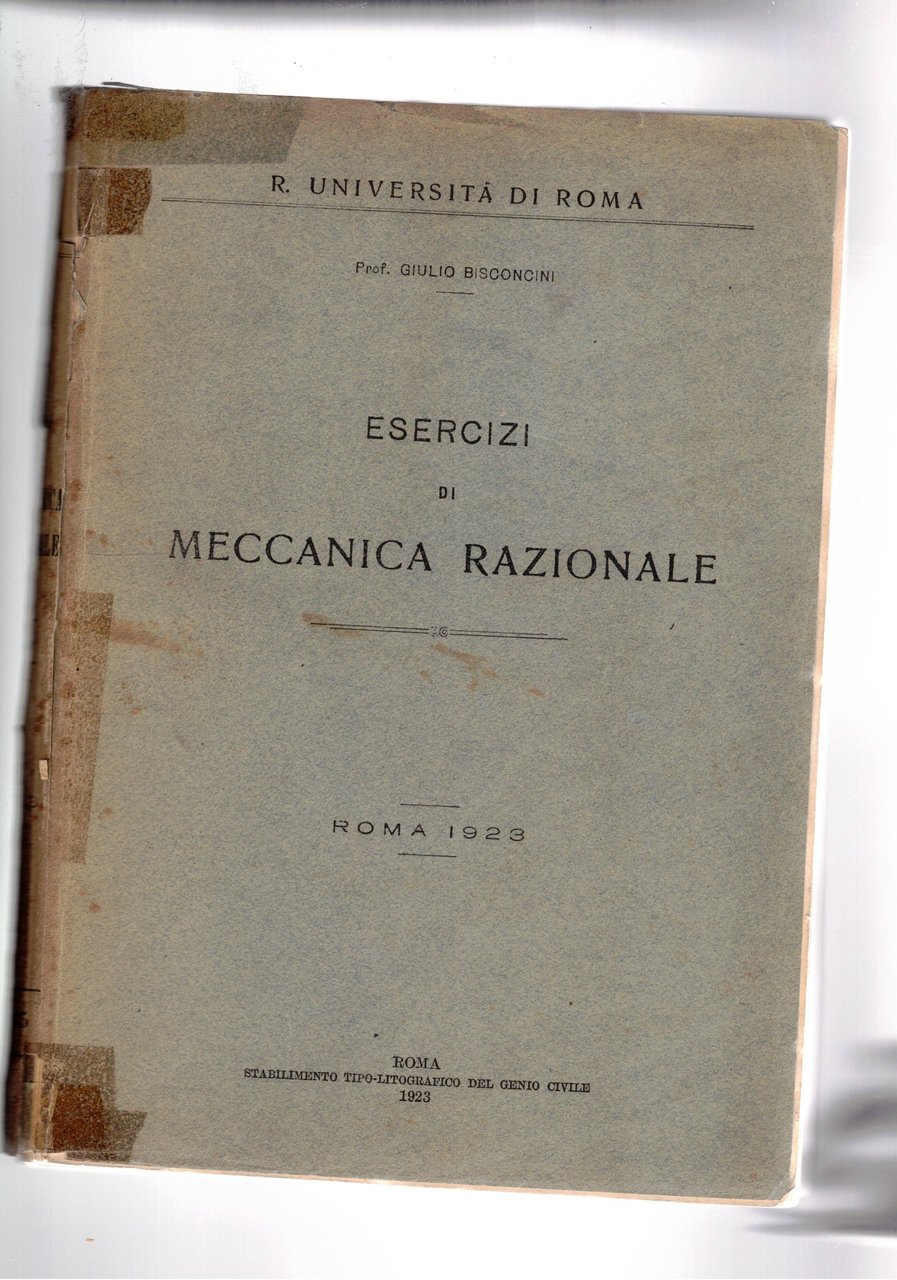 R. UNIVERSITÁ DI ROMA
Prof. GIULIO BISCONCINI
ESERCIZI
DI
MECCANICA RAZIONALE
ROMA 1923
ROMA
STABILIMENTO TIPO-LITOGRAFICO DEL GENIO CIVILE
1923